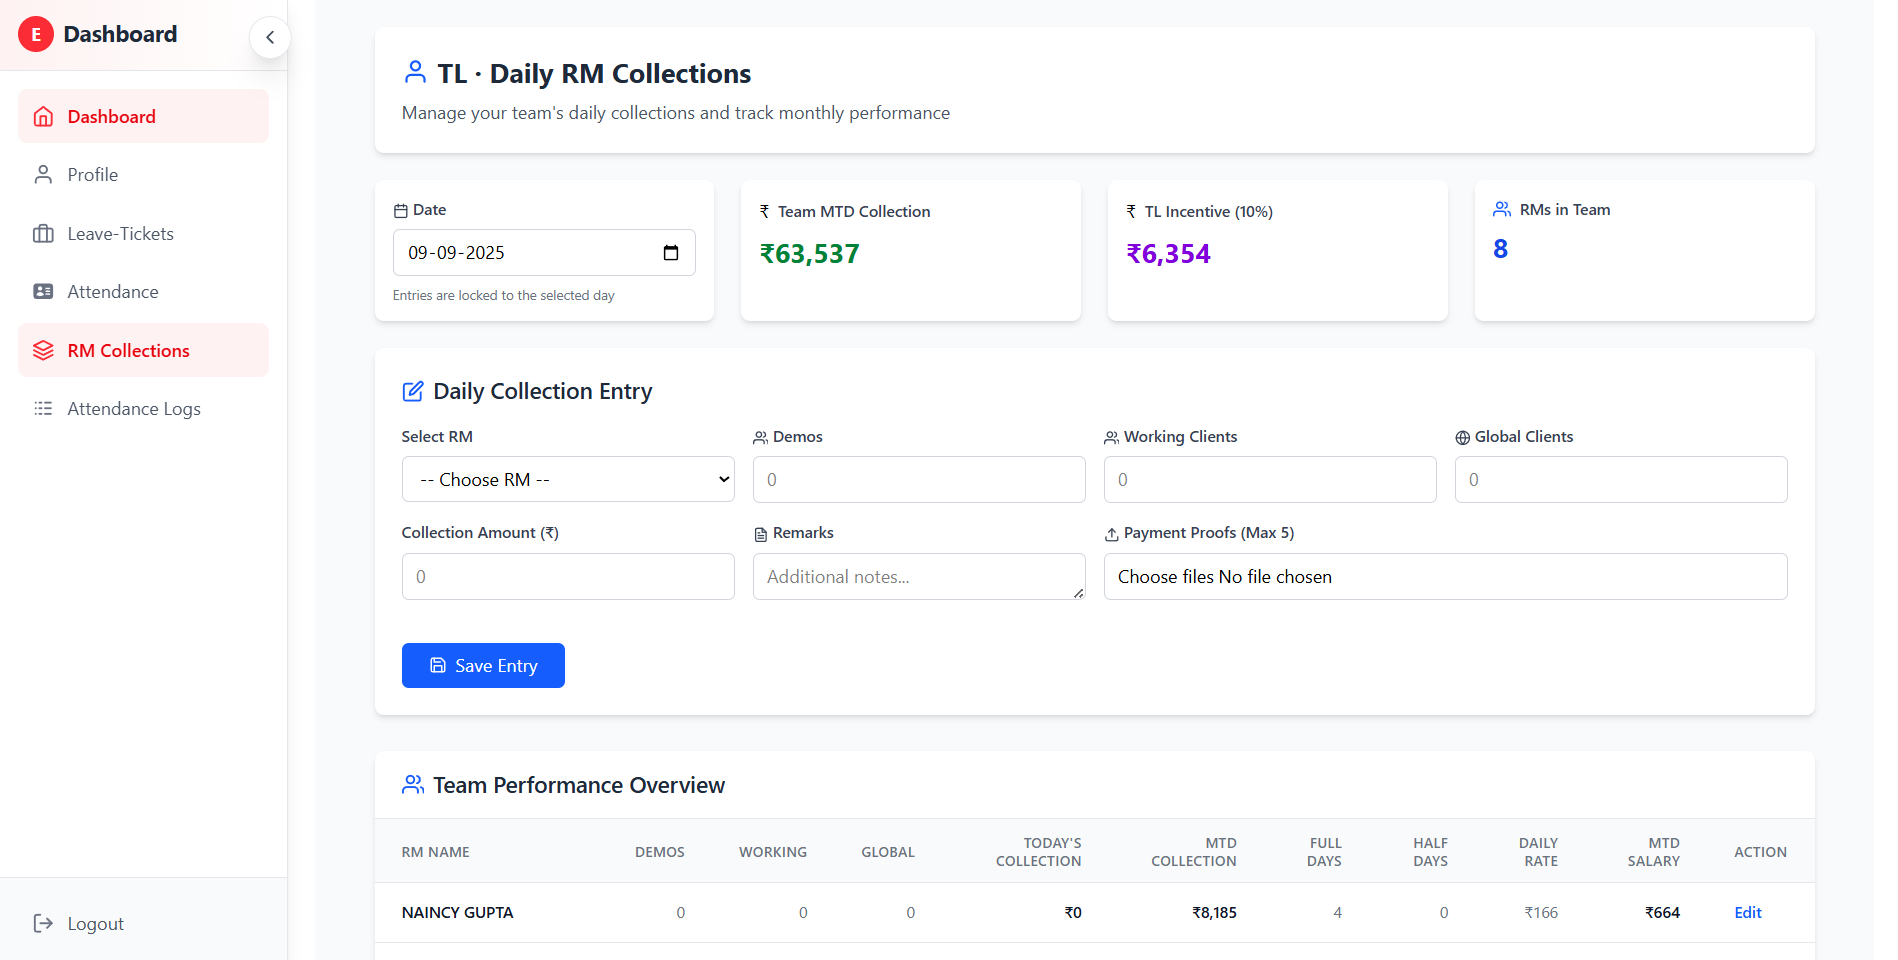 E Dashboard
Dashboard
Profile
Leave-Tickets
Attendance
RM Collections
Attendance Logs
Logout
TL · Daily RM Collections
Manage your team's daily collections and track monthly performance
Date
09-09-2025
Entries are locked to the selected day
₹ Team MTD Collection
₹63,537
₹ TL Incentive (10%)
₹6,354
RMs in Team
8
Daily Collection Entry
Select RM
-- Choose RM --
Demos
0
Working Clients
0
Global Clients
0
Collection Amount (₹)
0
Remarks
Additional notes...
Payment Proofs (Max 5)
Choose files No file chosen
Save Entry
Team Performance Overview
RM NAME DEMOS WORKING GLOBAL TODAY'S COLLECTION MTD COLLECTION FULL DAYS HALF DAYS DAILY RATE MTD SALARY ACTION
NAINCY GUPTA 0 0 0 ₹0 ₹8,185 4 0 ₹166 ₹664 Edit